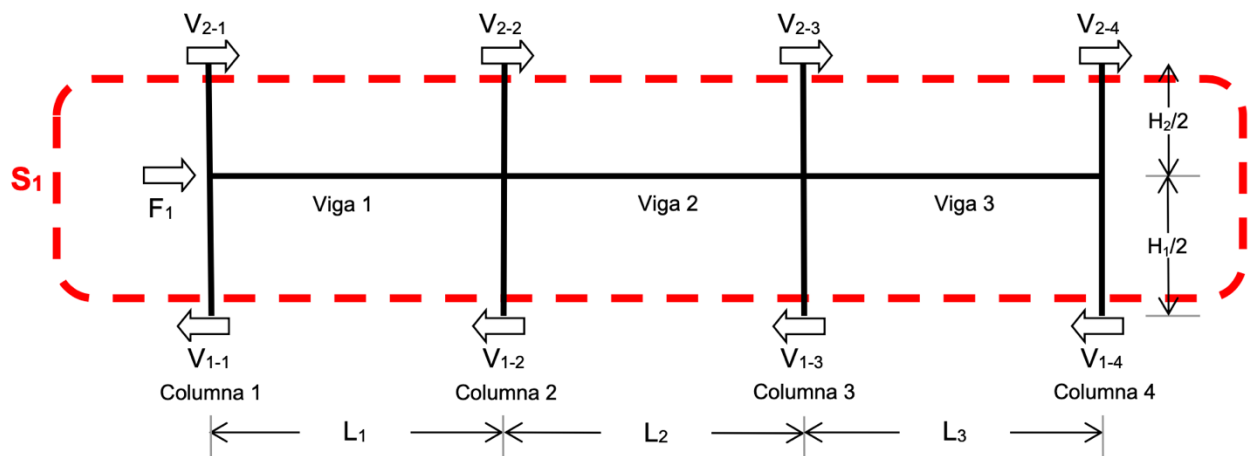 V2-1 V2-2 V2-3 V2-4
H2/2
S1
F1
Viga 1 Viga 2 Viga 3
H1/2
V1-1 V1-2 V1-3 V1-4
Columna 1 Columna 2 Columna 3 Columna 4
L1 L2 L3